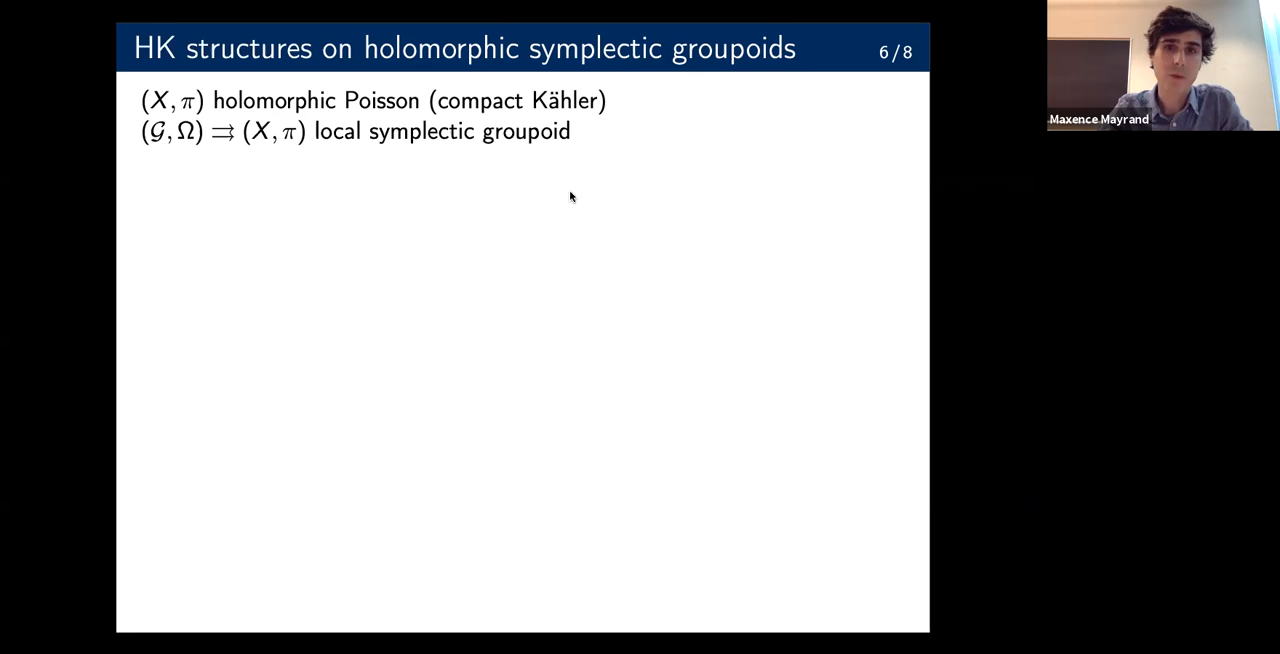 HK structures on holomorphic symplectic groupoids 6/8
(X, π) holomorphic Poisson (compact Kähler)
(𝒢, Ω) ⇉ (X, π) local symplectic groupoid
Maxence Mayrand